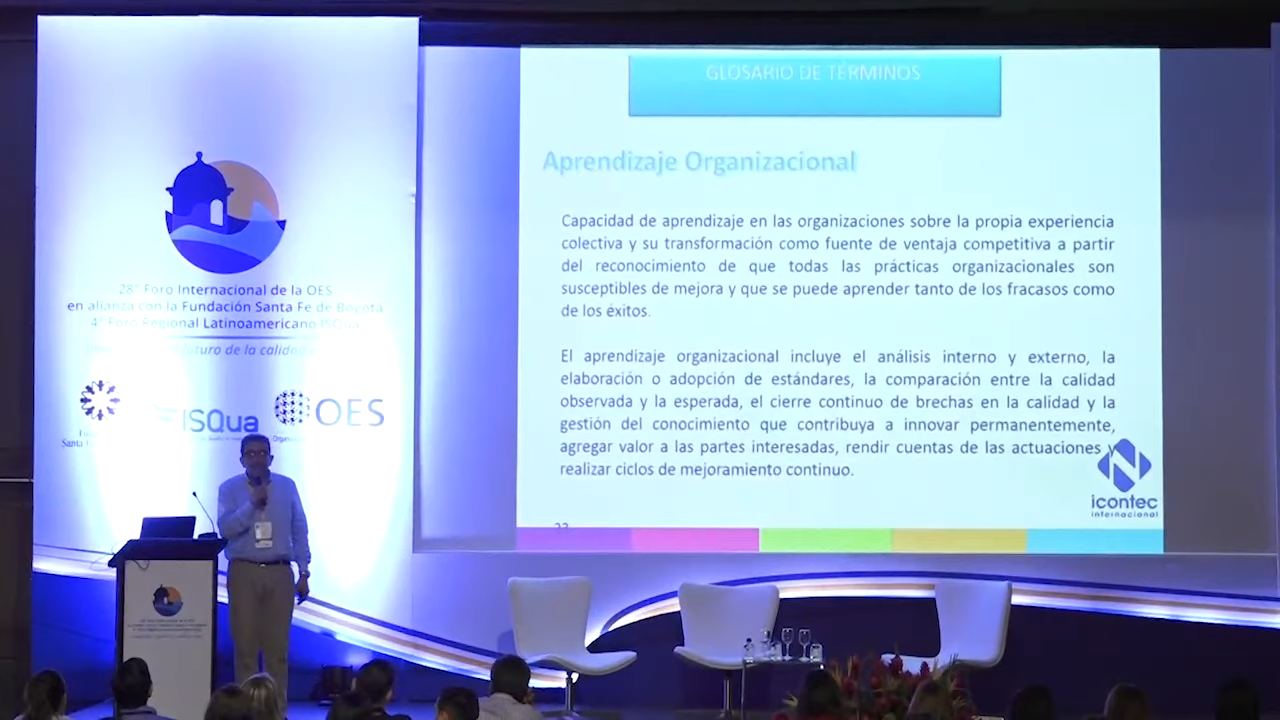 28° Foro Internacional de la OES
en alianza con la Fundación Santa Fe de Bogotá
4° Foro Regional Latinoamericano ISQua
futuro de la calidad
ISQua
OES
GLOSARIO DE TÉRMINOS
Aprendizaje Organizacional
Capacidad de aprendizaje en las organizaciones sobre la propia experiencia
colectiva y su transformación como fuente de ventaja competitiva a partir
del reconocimiento de que todas las prácticas organizacionales son
susceptibles de mejora y que se puede aprender tanto de los fracasos como
de los éxitos.
El aprendizaje organizacional incluye el análisis interno y externo, la
elaboración o adopción de estándares, la comparación entre la calidad
observada y la esperada, el cierre continuo de brechas en la calidad y la
gestión del conocimiento que contribuya a innovar permanentemente,
agregar valor a las partes interesadas, rendir cuentas de las actuaciones y
realizar ciclos de mejoramiento continuo.
icontec
internacional